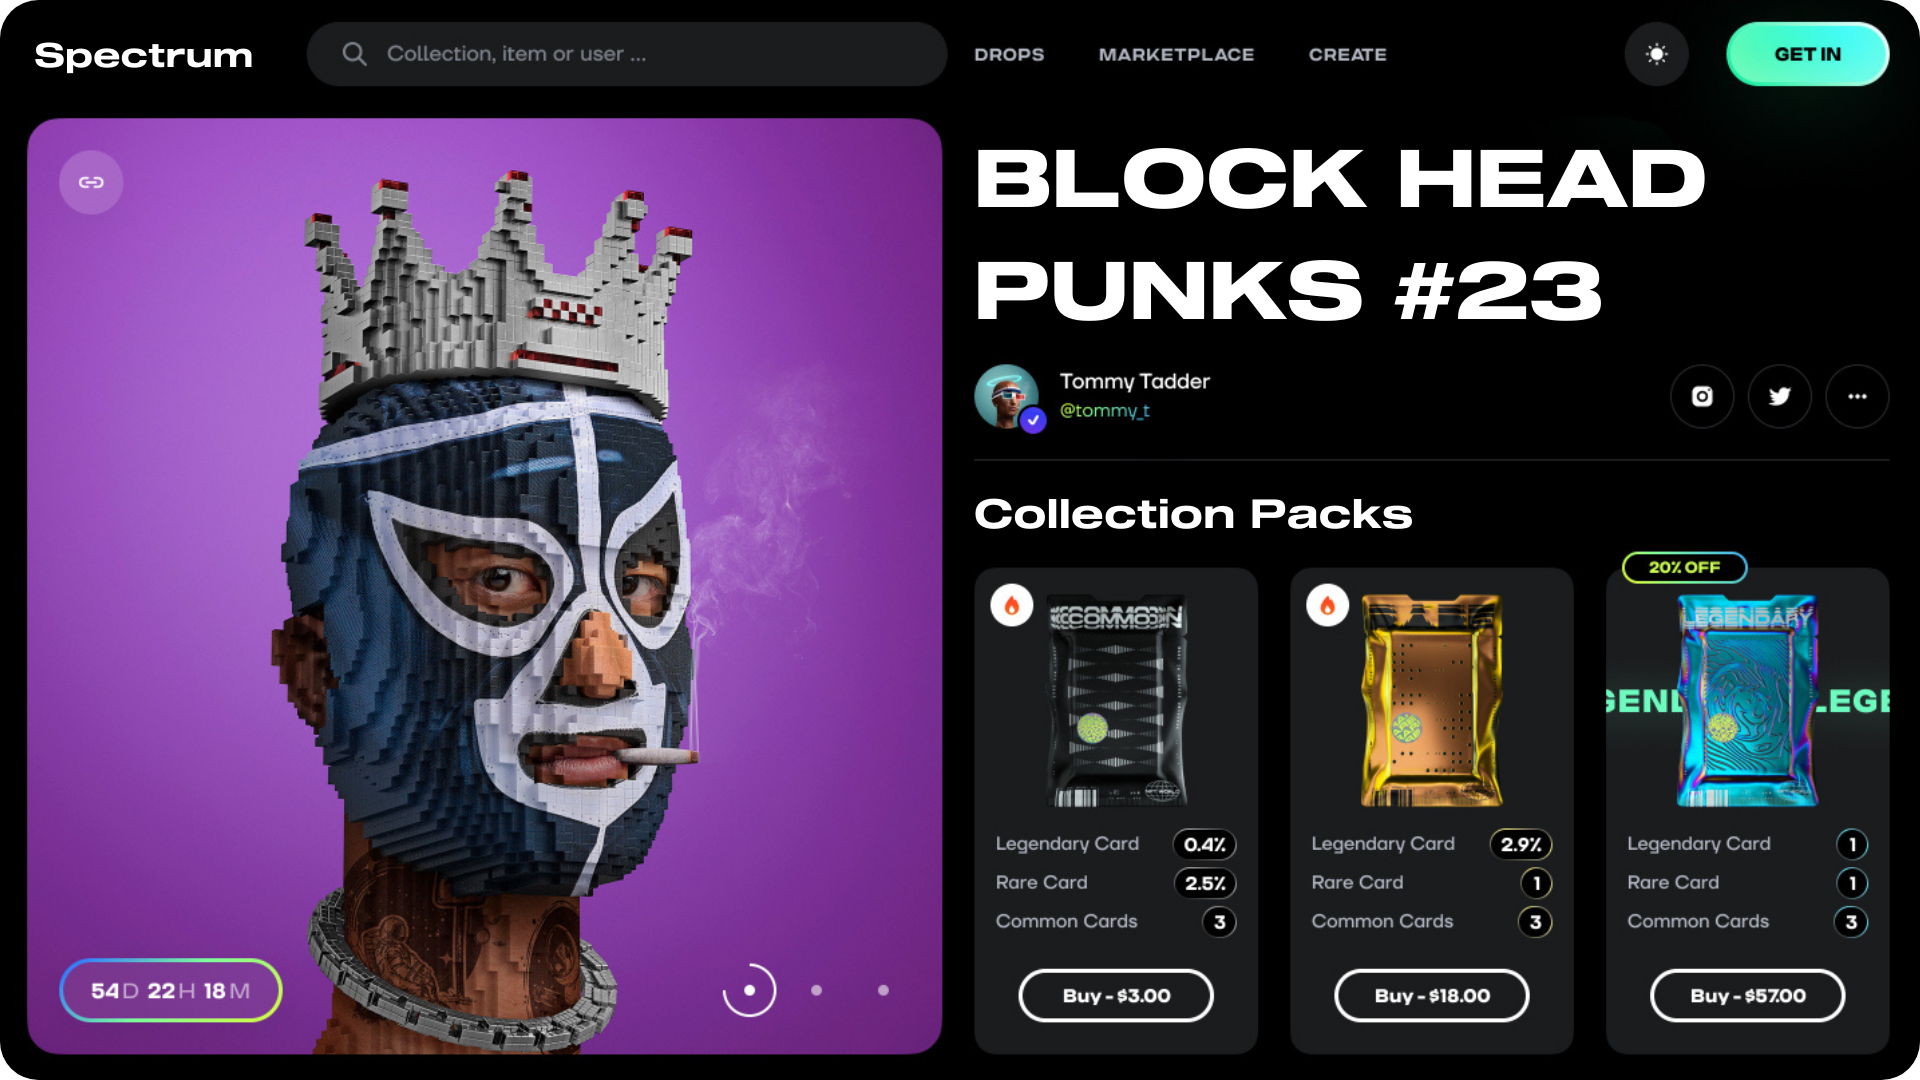 Spectrum
Collection, item or user ...
DROPS
MARKETPLACE
CREATE
GET IN
BLOCK HEAD
PUNKS #23
Tommy Tadder
@tommy_t
Collection Packs
20% OFF
LEGENDARY
Legendary Card 0.4%
Rare Card 2.5%
Common Cards 3
Buy - $3.00
Legendary Card 2.9%
Rare Card 1
Common Cards 3
Buy - $18.00
Legendary Card 1
Rare Card 1
Common Cards 3
Buy - $57.00
54D 22H 18M